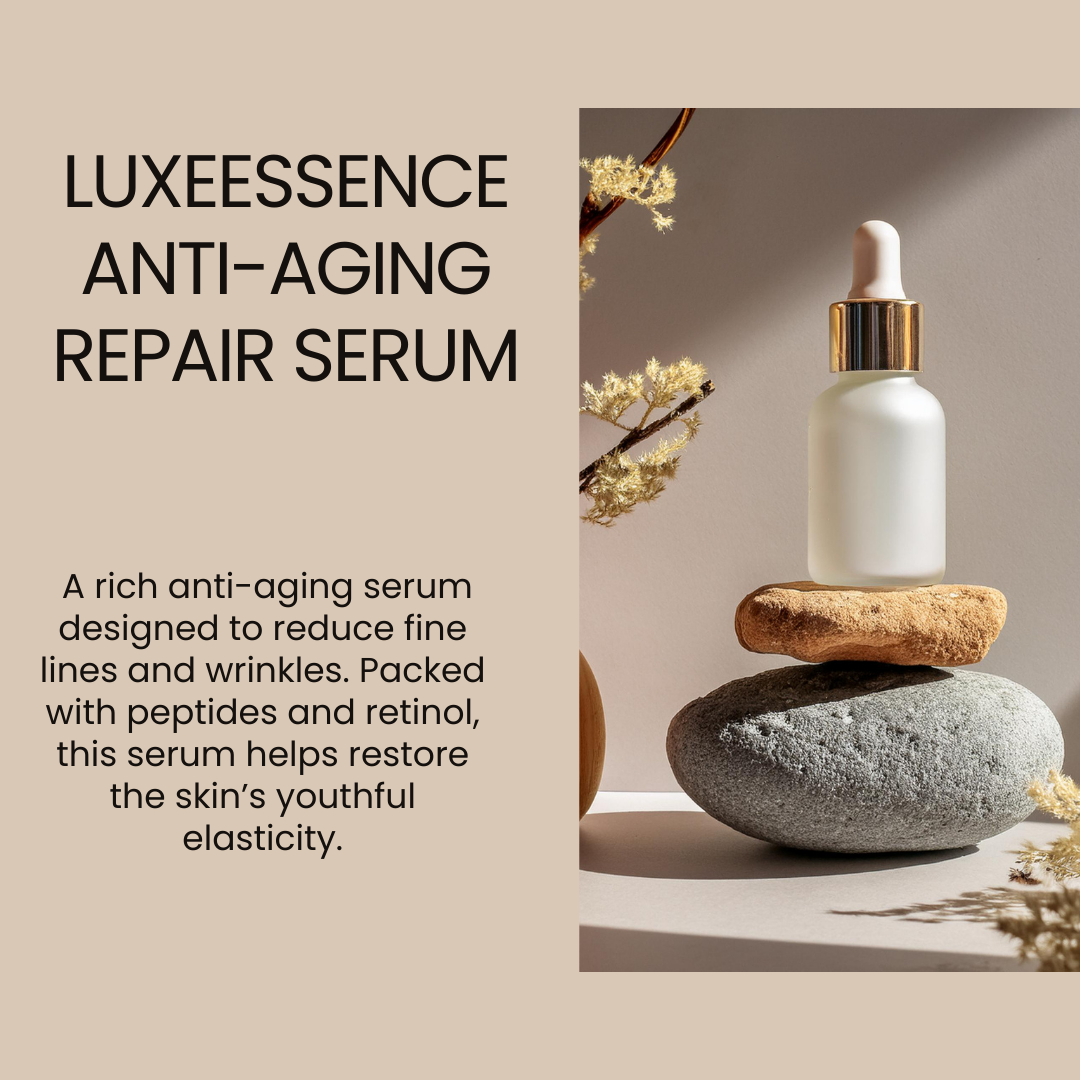 LUXEESSENCE
ANTI-AGING
REPAIR SERUM
A rich anti-aging serum
designed to reduce fine
lines and wrinkles. Packed
with peptides and retinol,
this serum helps restore
the skin’s youthful
elasticity.